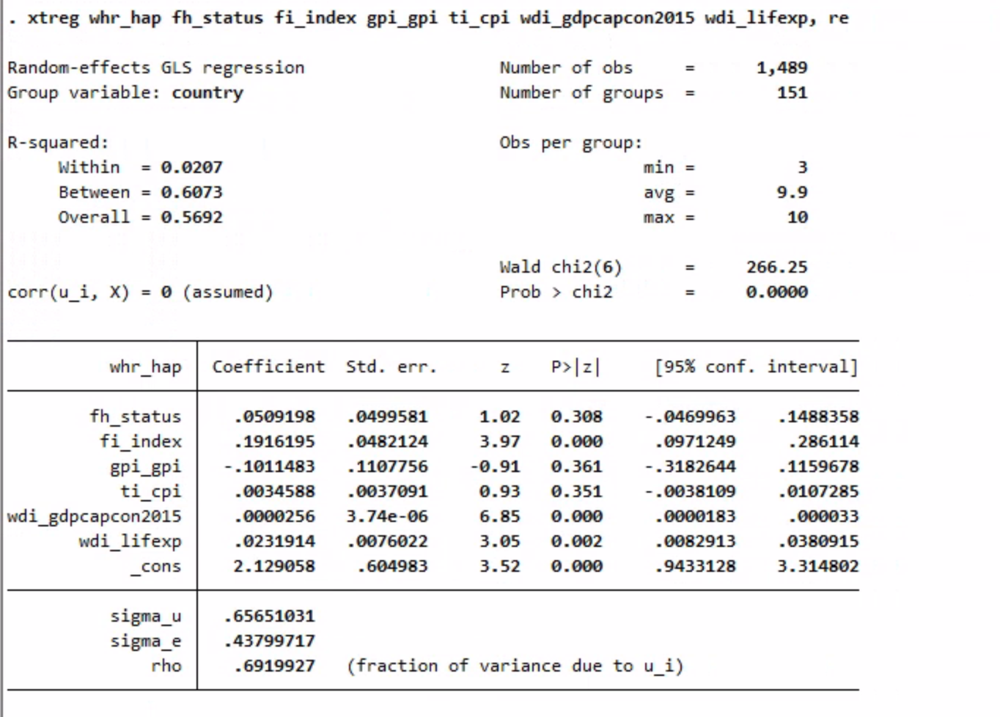 . xtreg whr_hap fh_status fi_index gpi_gpi ti_cpi wdi_gdpcapcon2015 wdi_lifexp, re
Random-effects GLS regression Number of obs = 1,489
Group variable: country Number of groups = 151
R-squared: Obs per group:
Within = 0.0207 min = 3
Between = 0.6073 avg = 9.9
Overall = 0.5692 max = 10
Wald chi2(6) = 266.25
corr(u_i, X) = 0 (assumed) Prob > chi2 = 0.0000
whr_hap Coefficient Std. err. z P>|z| [95% conf. interval]
fh_status .0509198 .0499581 1.02 0.308 -.0469963 .1488358
fi_index .1916195 .0482124 3.97 0.000 .0971249 .286114
gpi_gpi -.1011483 .1107756 -0.91 0.361 -.3182644 .1159678
ti_cpi .0034588 .0037091 0.93 0.351 -.0038109 .0107285
wdi_gdpcapcon2015 .0000256 3.74e-06 6.85 0.000 .0000183 .000033
wdi_lifexp .0231914 .0076022 3.05 0.002 .0082913 .0380915
_cons 2.129058 .604983 3.52 0.000 .9433128 3.314802
sigma_u .65651031
sigma_e .43799717
rho .6919927 (fraction of variance due to u_i)